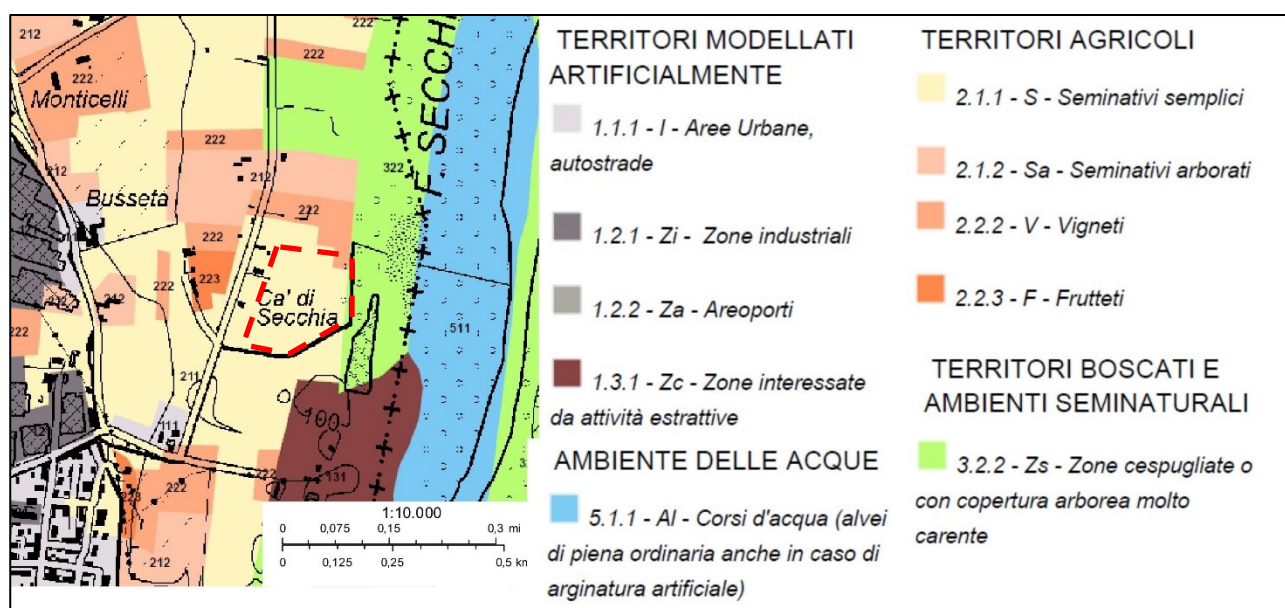 212
222
222
222
Monticelli
F. SECCHI
222
322
212
212
Busseta
11
222
222
223
Ca' di
Secchia
511
212
212
222
222
211
100
111
131
223
222
212
1:10.000
0 0,075 0,15 0,3 mi
0 0,125 0,25 0,5 km
TERRITORI MODELLATI
ARTIFICIALMENTE
1.1.1 - I - Aree Urbane,
autostrade
1.2.1 - Zi - Zone industriali
1.2.2 - Za - Areoporti
1.3.1 - Zc - Zone interessate
da attività estrattive
AMBIENTE DELLE ACQUE
5.1.1 - Al - Corsi d'acqua (alvei
di piena ordinaria anche in caso di
arginatura artificiale)
TERRITORI AGRICOLI
2.1.1 - S - Seminativi semplici
2.1.2 - Sa - Seminativi arborati
2.2.2 - V - Vigneti
2.2.3 - F - Frutteti
TERRITORI BOSCATI E
AMBIENTI SEMINATURALI
3.2.2 - Zs - Zone cespugliate o
con copertura arborea molto
carente